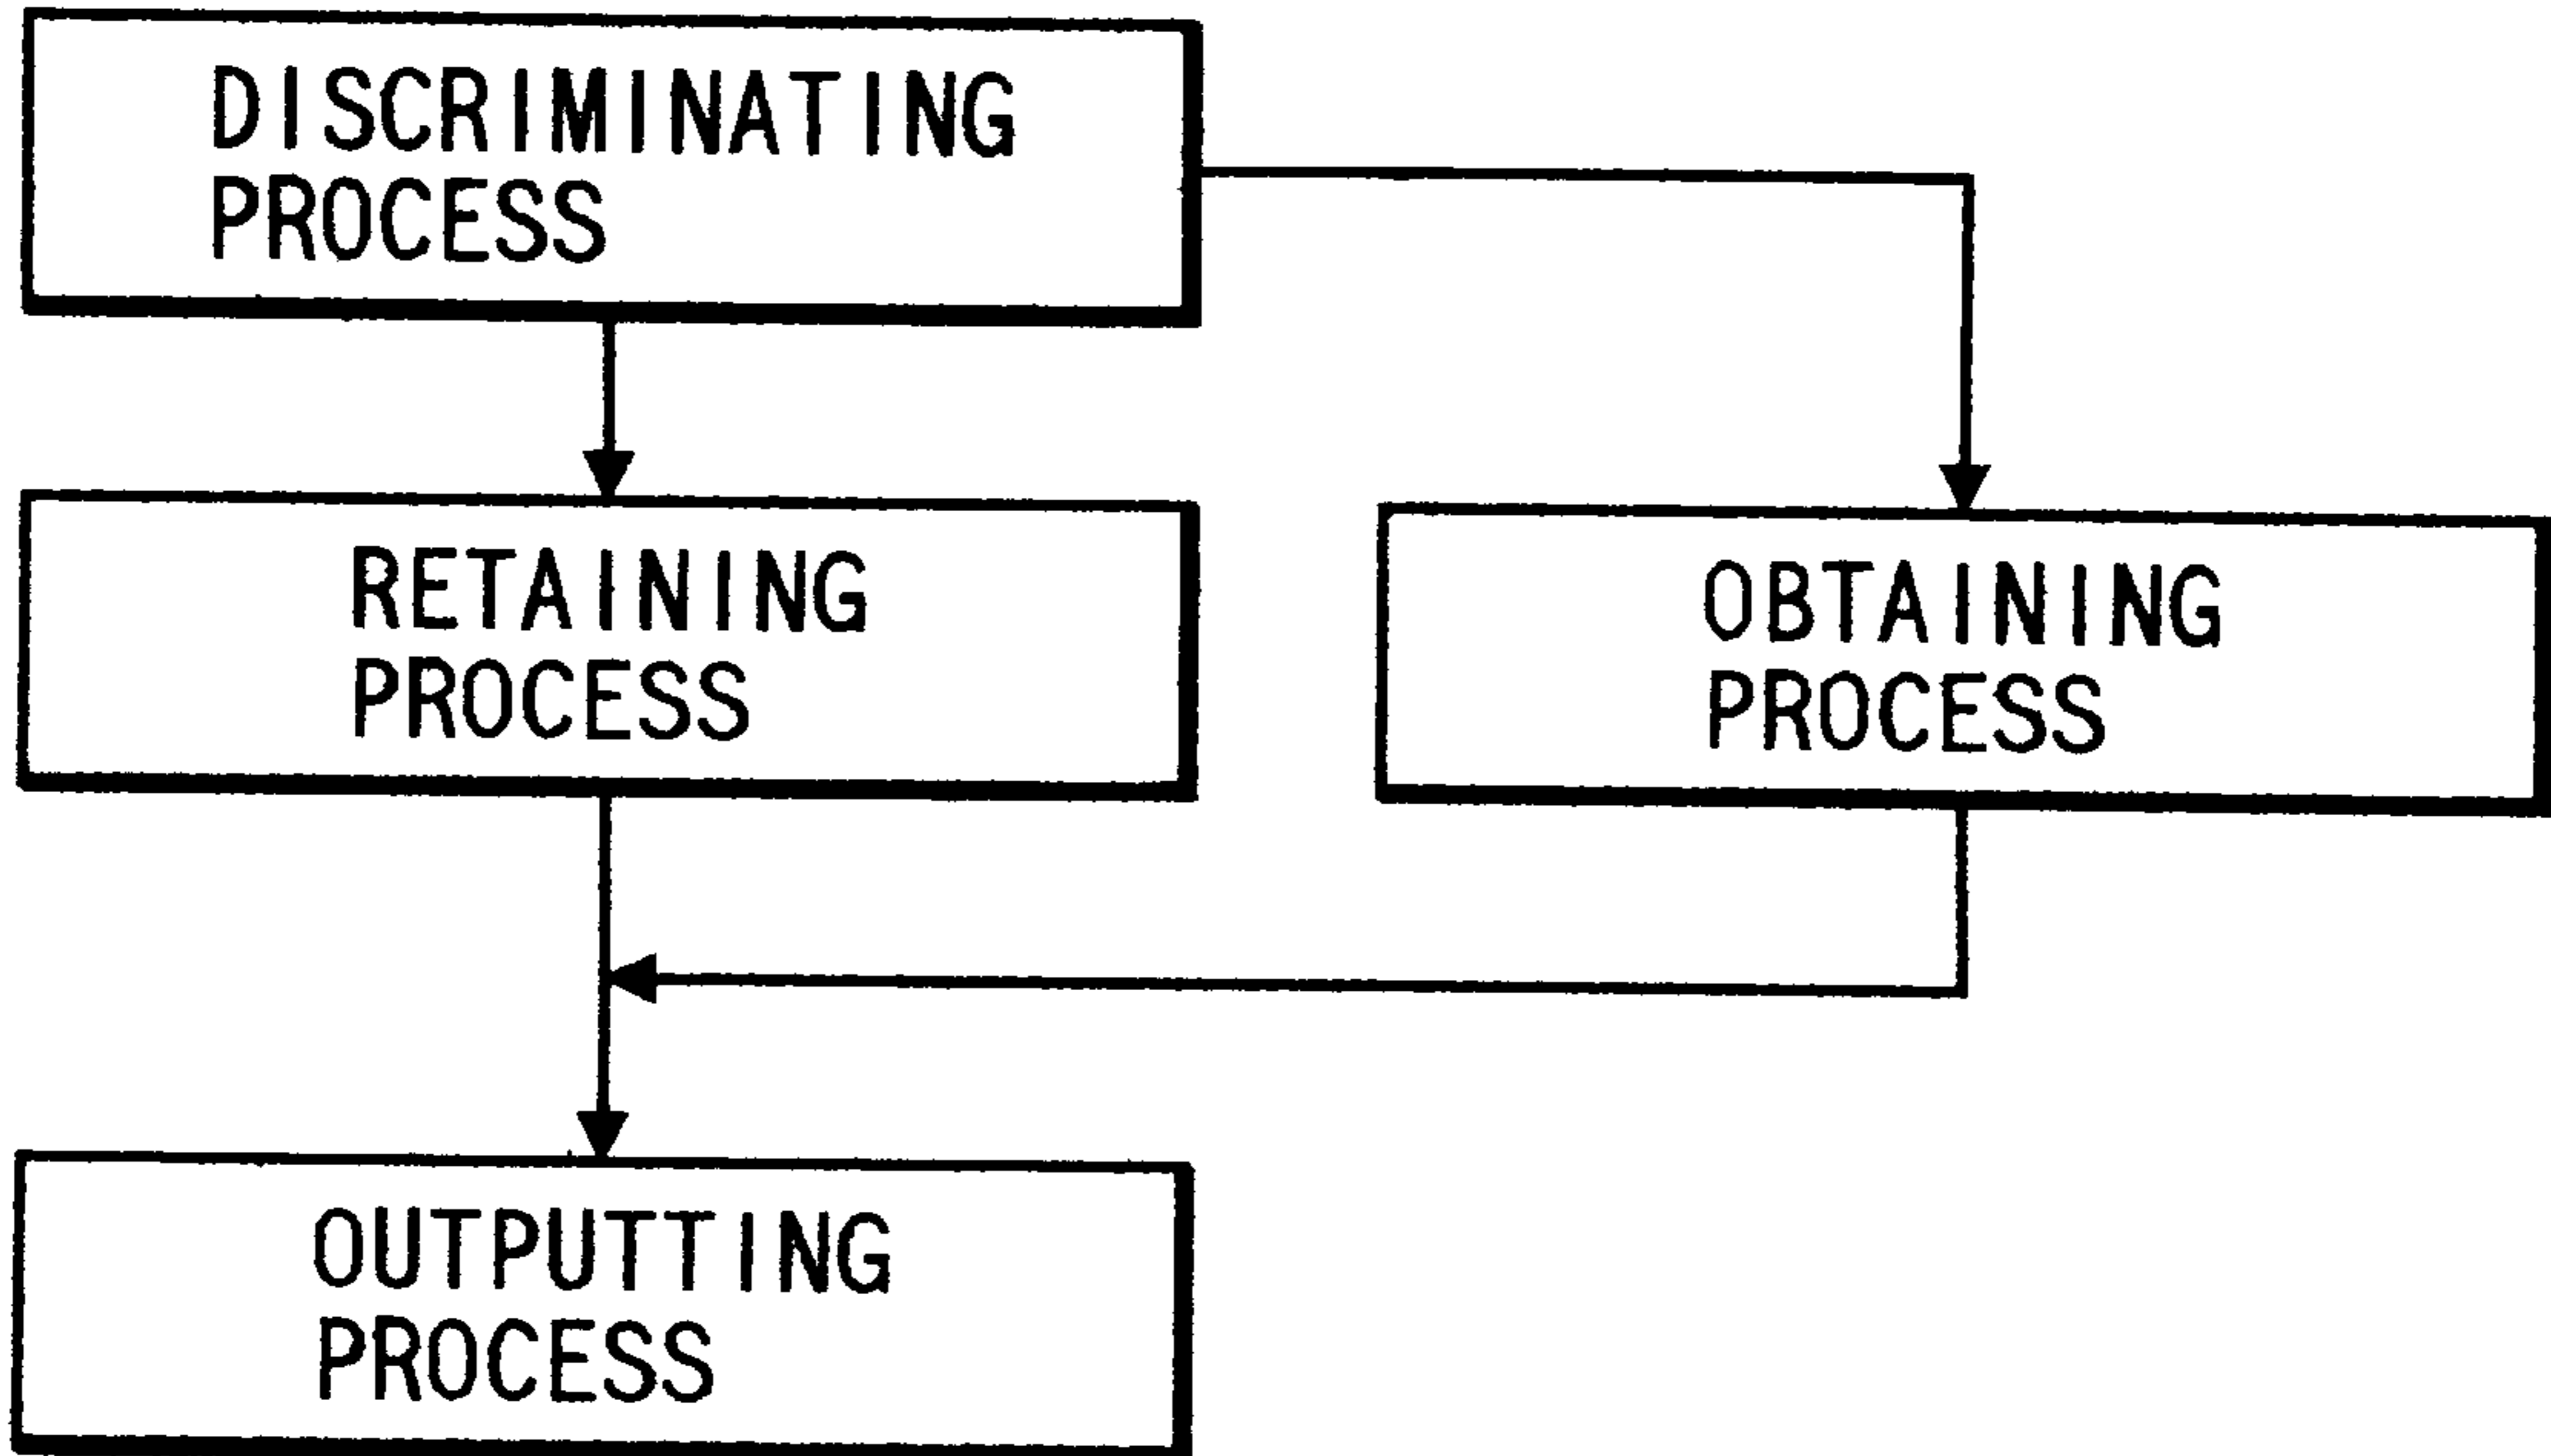 DISCRIMINATING
PROCESS
RETAINING
PROCESS
OBTAINING
PROCESS
OUTPUTTING
PROCESS